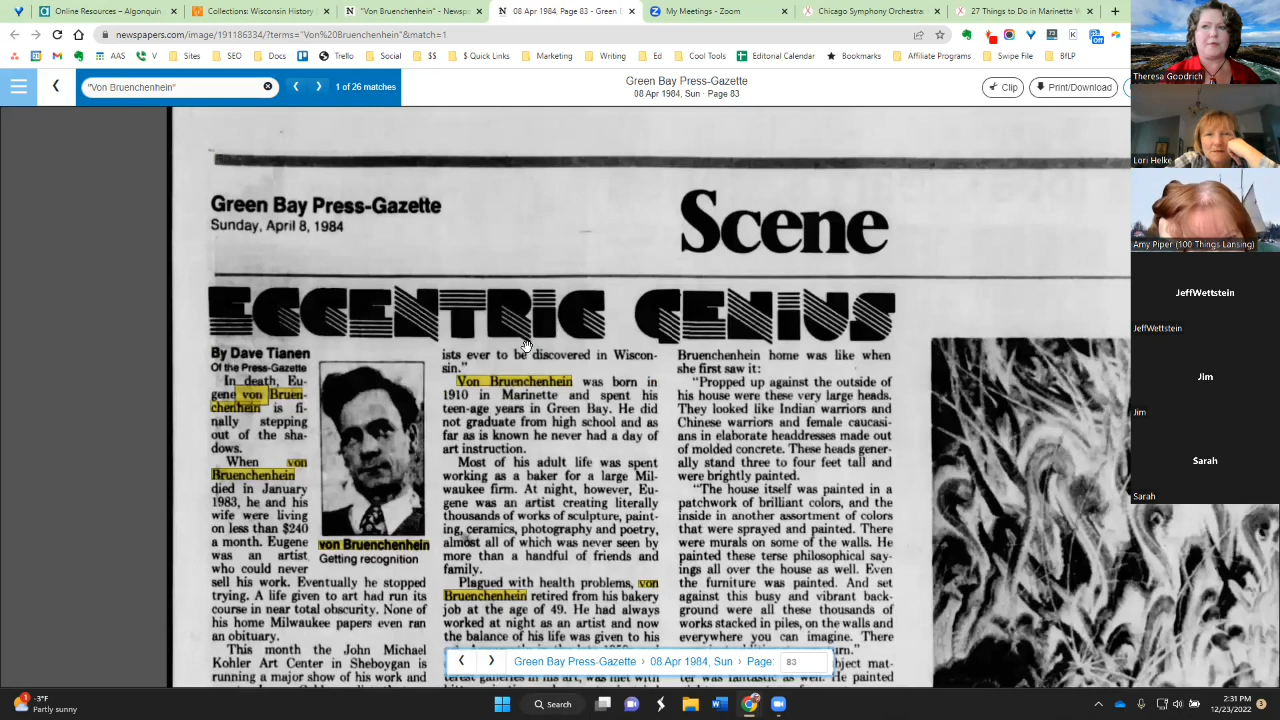 Online Resources – Algonquin
Collections: Wisconsin History
"Von Bruenchenhein" - Newsp
08 Apr 1984, Page 83 - Green
My Meetings - Zoom
Chicago Symphony Orchestra
27 Things to Do in Marinette W
newspapers.com/image/191186334/?terms="Von%20Bruenchenhein"&match=1
AAS
V
Sites
SEO
Docs
Trello
Social
$$
$ Quick Fixes
Marketing
Writing
Ed
Cool Tools
Editorial Calendar
Bookmarks
Affiliate Programs
Swipe File
BfLP
"Von Bruenchenhein"
1 of 26 matches
Green Bay Press-Gazette
08 Apr 1984, Sun · Page 83
Clip
Print/Download
Green Bay Press-Gazette
Sunday, April 8, 1984
Scene
ECCENTRIC GENIUS
By Dave Tianen
Of the Press-Gazette
In death, Eu-
gene von Bruen-
chenhein is fi-
nally stepping
out of the sha-
dows.
When von
Bruenchenhein
died in January
1983, he and his
wife were living
on less than $240
a month. Eugene
was an artist
who could never
sell his work. Eventually he stopped
trying. A life given to art had run its
course in near total obscurity. None of
his home Milwaukee papers even ran
an obituary.
This month the John Michael
Kohler Art Center in Sheboygan is
running a major show of his work and
von Bruenchenhein
Getting recognition
ists ever to be discovered in Wiscon-
sin."
Von Bruenchenhein was born in
1910 in Marinette and spent his
teen-age years in Green Bay. He did
not graduate from high school and as
far as is known he never had a day of
art instruction.
Most of his adult life was spent
working as a baker for a large Mil-
waukee firm. At night, however, Eu-
gene was an artist creating literally
thousands of works of sculpture, paint-
ing, ceramics, photography and poetry,
almost all of which was never seen by
more than a handful of friends and
family.
Plagued with health problems, von
Bruenchenhein retired from his bakery
job at the age of 49. He had always
worked at night as an artist and now
the balance of his life was given to his
terest galleries in his art, was met with
Bruenchenhein home was like when
she first saw it:
"Propped up against the outside of
his house were these very large heads.
They looked like Indian warriors and
Chinese warriors and female caucasi-
ans in elaborate headdresses made out
of molded concrete. These heads gener-
ally stand three to four feet tall and
were brightly painted.
"The house itself was painted in a
patchwork of brilliant colors, and the
inside in another assortment of colors
that were sprayed and painted. There
were murals on some of the walls. He
painted these terse philosophical say-
ings all over the house as well. Even
the furniture was painted. And set
against this busy and vibrant back-
ground were all these thousands of
works stacked in piles, on the walls and
everywhere you can imagine. There
ter was fantastic as well. He painted
Green Bay Press-Gazette › 08 Apr 1984, Sun › Page: 83
Theresa Goodrich
Lori Helke
Amy Piper (100 Things Lansing)
JeffWettstein
JeffWettstein
Jim
Jim
Sarah
Sarah
1
-3°F
Partly sunny
Search
2:31 PM
12/23/2022
3